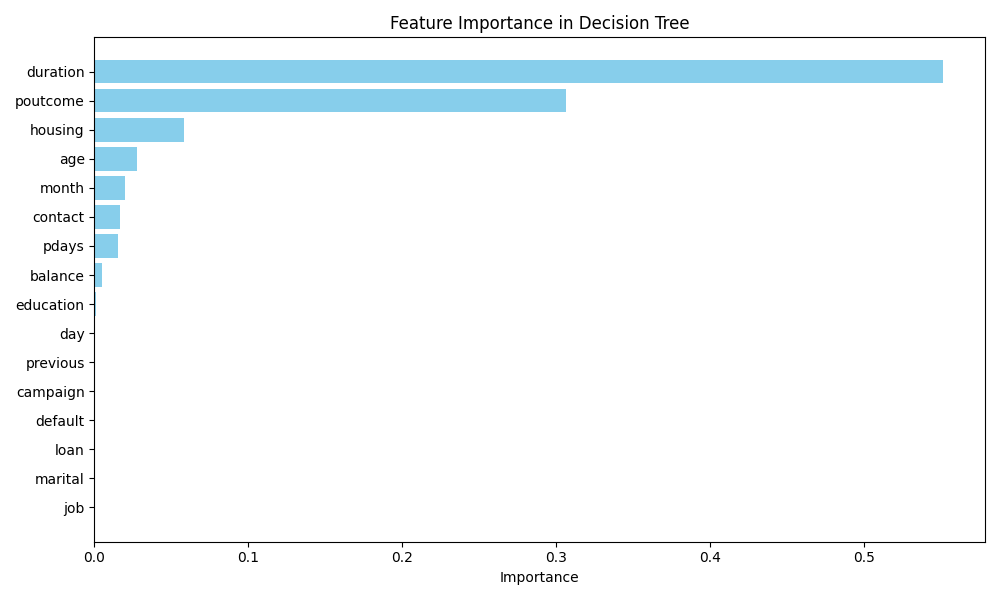 Feature Importance in Decision Tree
duration
poutcome
housing
age
month
contact
pdays
balance
education
day
previous
campaign
default
loan
marital
job
0.0 0.1 0.2 0.3 0.4 0.5
Importance